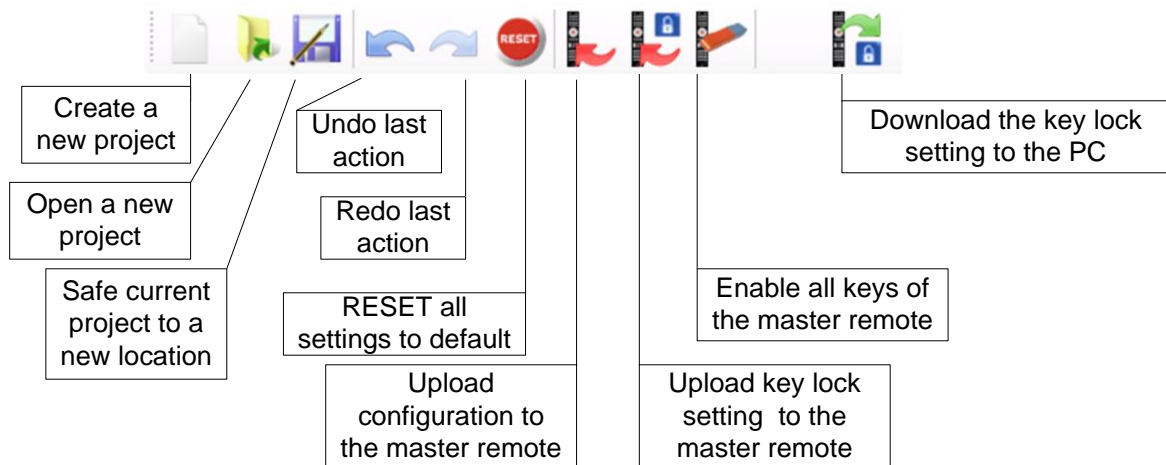 RESET
Create a
new project
Undo last
action
Download the key lock
setting to the PC
Open a new
project
Redo last
action
Safe current
project to a
new location
RESET all
settings to default
Enable all keys of
the master remote
Upload
configuration to
the master remote
Upload key lock
setting to the
master remote